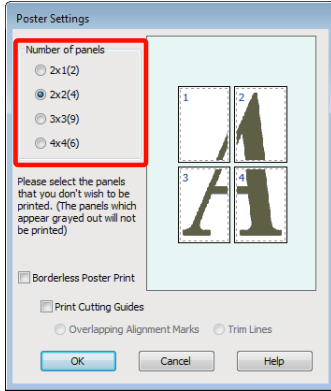 Poster Settings
Number of panels
2x1(2)
2x2(4)
3x3(9)
4x4(6)
1 2
3 4
Please select the panels
that you don't wish to be
printed. (The panels which
appear grayed out will not
be printed)
Borderless Poster Print
Print Cutting Guides
Overlapping Alignment Marks Trim Lines
OK Cancel Help